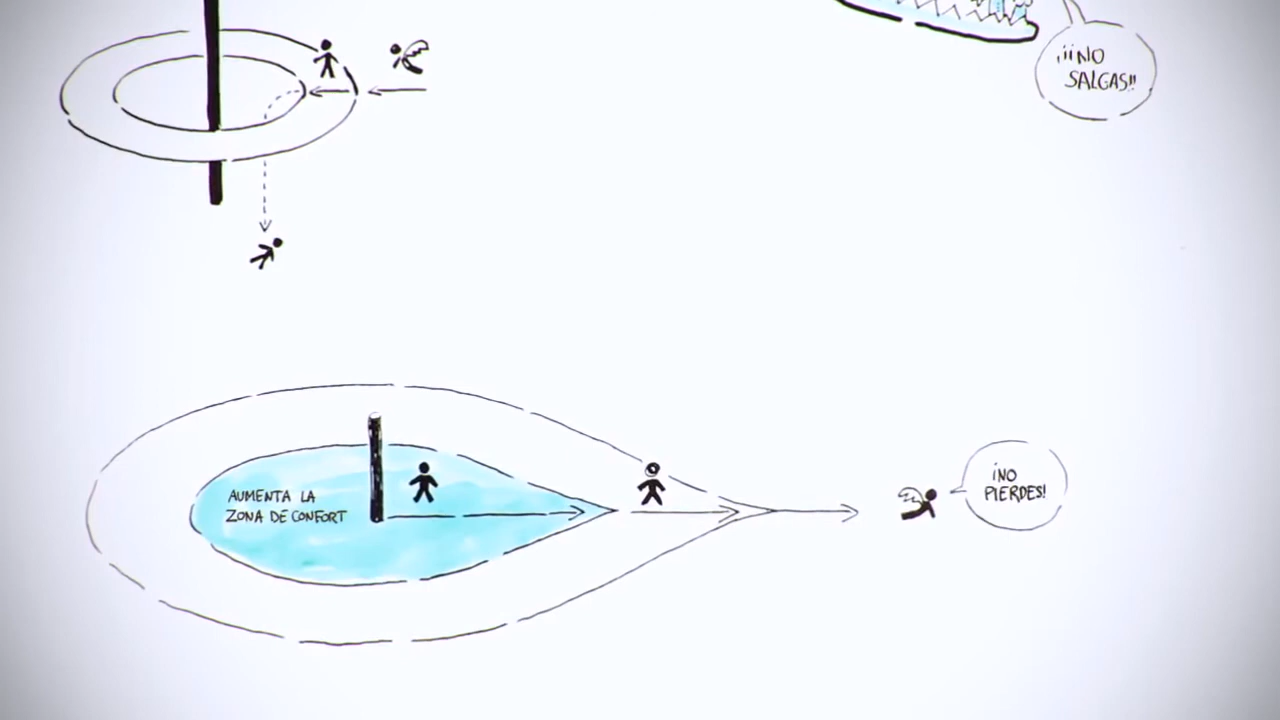 ¡¡¡NO
SALGAS!!
AUMENTA LA
ZONA DE CONFORT
¡NO
PIERDES!